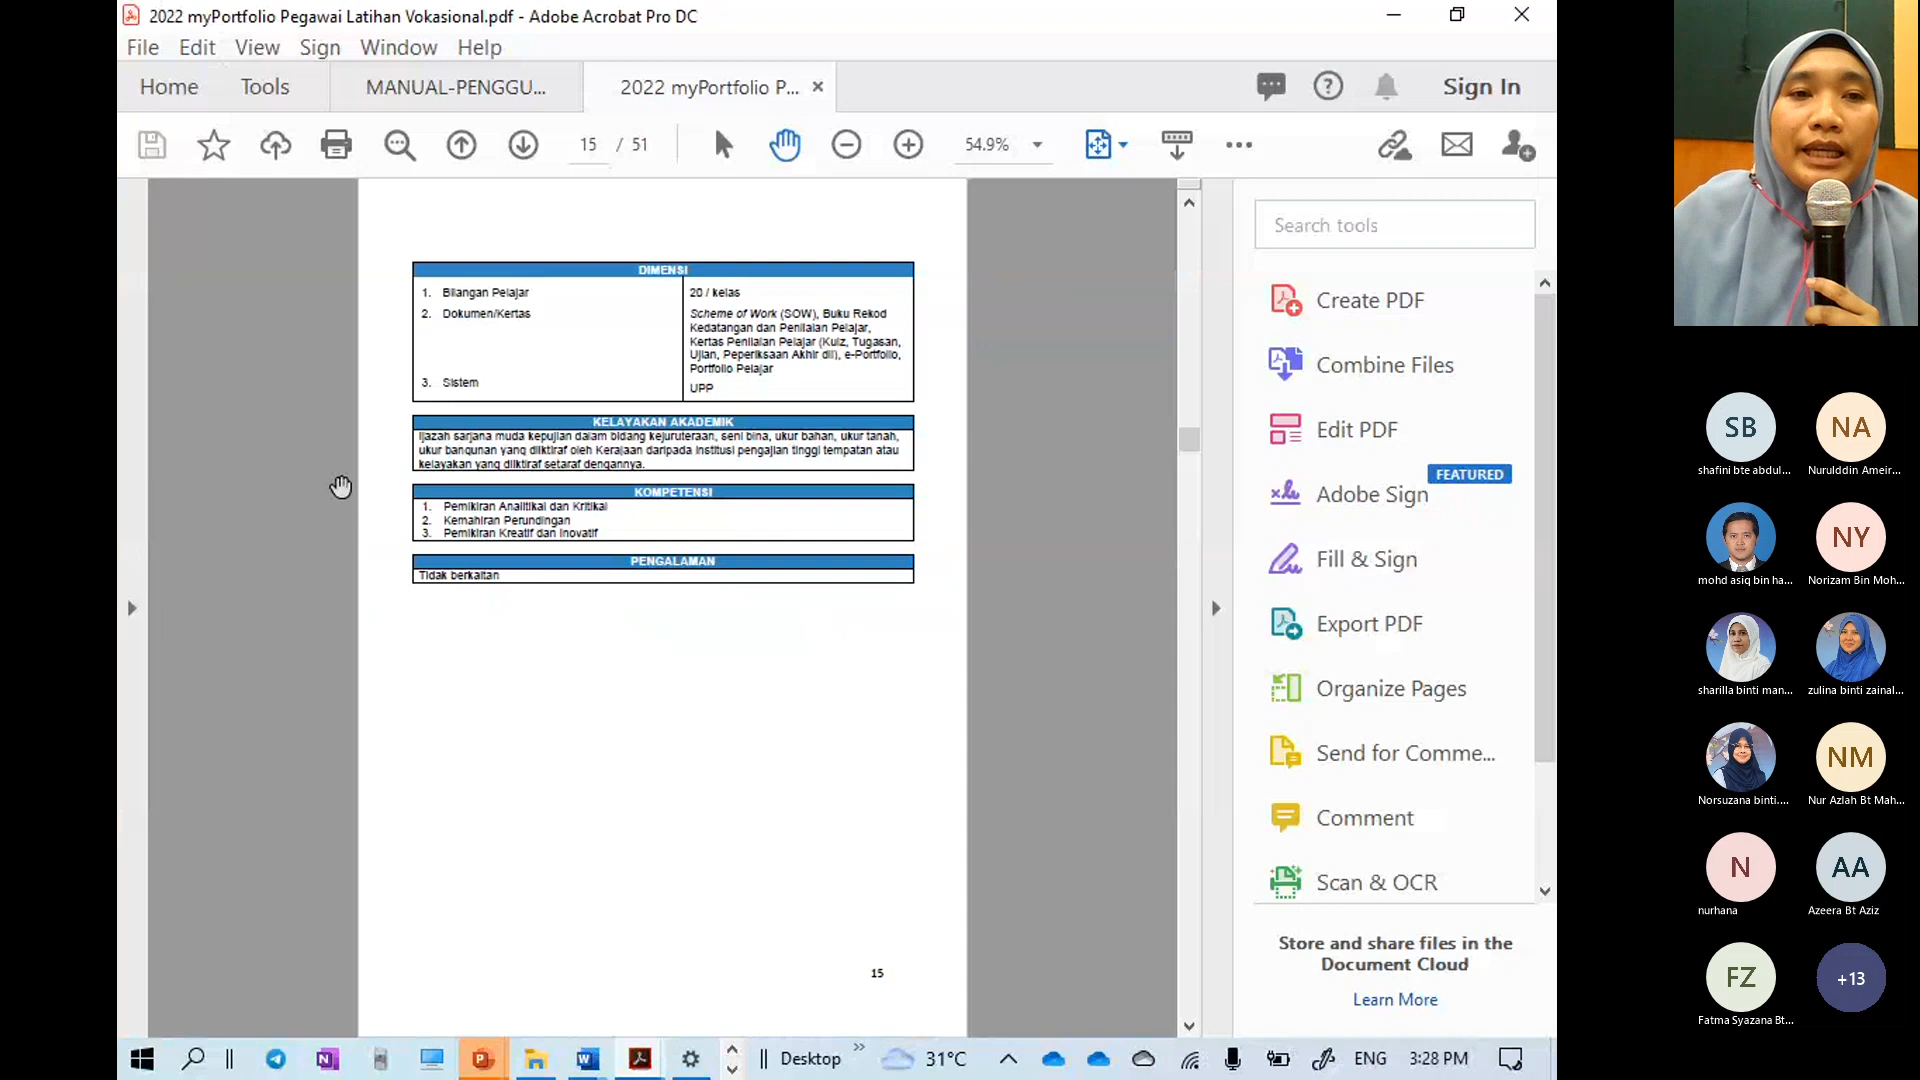 2022 myPortfolio Pegawai Latihan Vokasional.pdf - Adobe Acrobat Pro DC
File Edit View Sign Window Help
Home Tools MANUAL-PENGGU... 2022 myPortfolio P... Sign In
15 / 51 54.9%
DIMENSI
1. Bilangan Pelajar 20 / kelas
2. Dokumen/Kertas Scheme of Work (SOW), Buku Rekod
Kedatangan dan Penilaian Pelajar,
Kertas Penilaian Pelajar (Kuiz, Tugasan,
Ujian, Peperiksaan Akhir dll), e-Portfolio,
Portfolio Pelajar
3. Sistem UPP
KELAYAKAN AKADEMIK
Ijazah sarjana muda kepujian dalam bidang kejuruteraan, seni bina, ukur bahan, ukur tanah,
ukur bangunan yang diiktiraf oleh Kerajaan daripada institusi pengajian tinggi tempatan atau
kelayakan yang diiktiraf setaraf dengannya.
KOMPETENSI
1. Pemikiran Analitikal dan Kritikal
2. Kemahiran Perundingan
3. Pemikiran Kreatif dan Inovatif
PENGALAMAN
Tidak berkaitan
15
Search tools
Create PDF
Combine Files
Edit PDF
FEATURED
Adobe Sign
Fill & Sign
Export PDF
Organize Pages
Send for Comme...
Comment
Scan & OCR
Store and share files in the
Document Cloud
Learn More
Desktop 31°C ENG 3:28 PM
SB NA
shafini bte abdul... Nurulddin Ameir...
NY
mohd asiq bin ha... Norizam Bin Moh...
sharilla binti man... zulina binti zainal...
NM
Norsuzana binti.... Nur Azlah Bt Mah...
N AA
nurhana Azeera Bt Aziz
FZ +13
Fatma Syazana Bt...